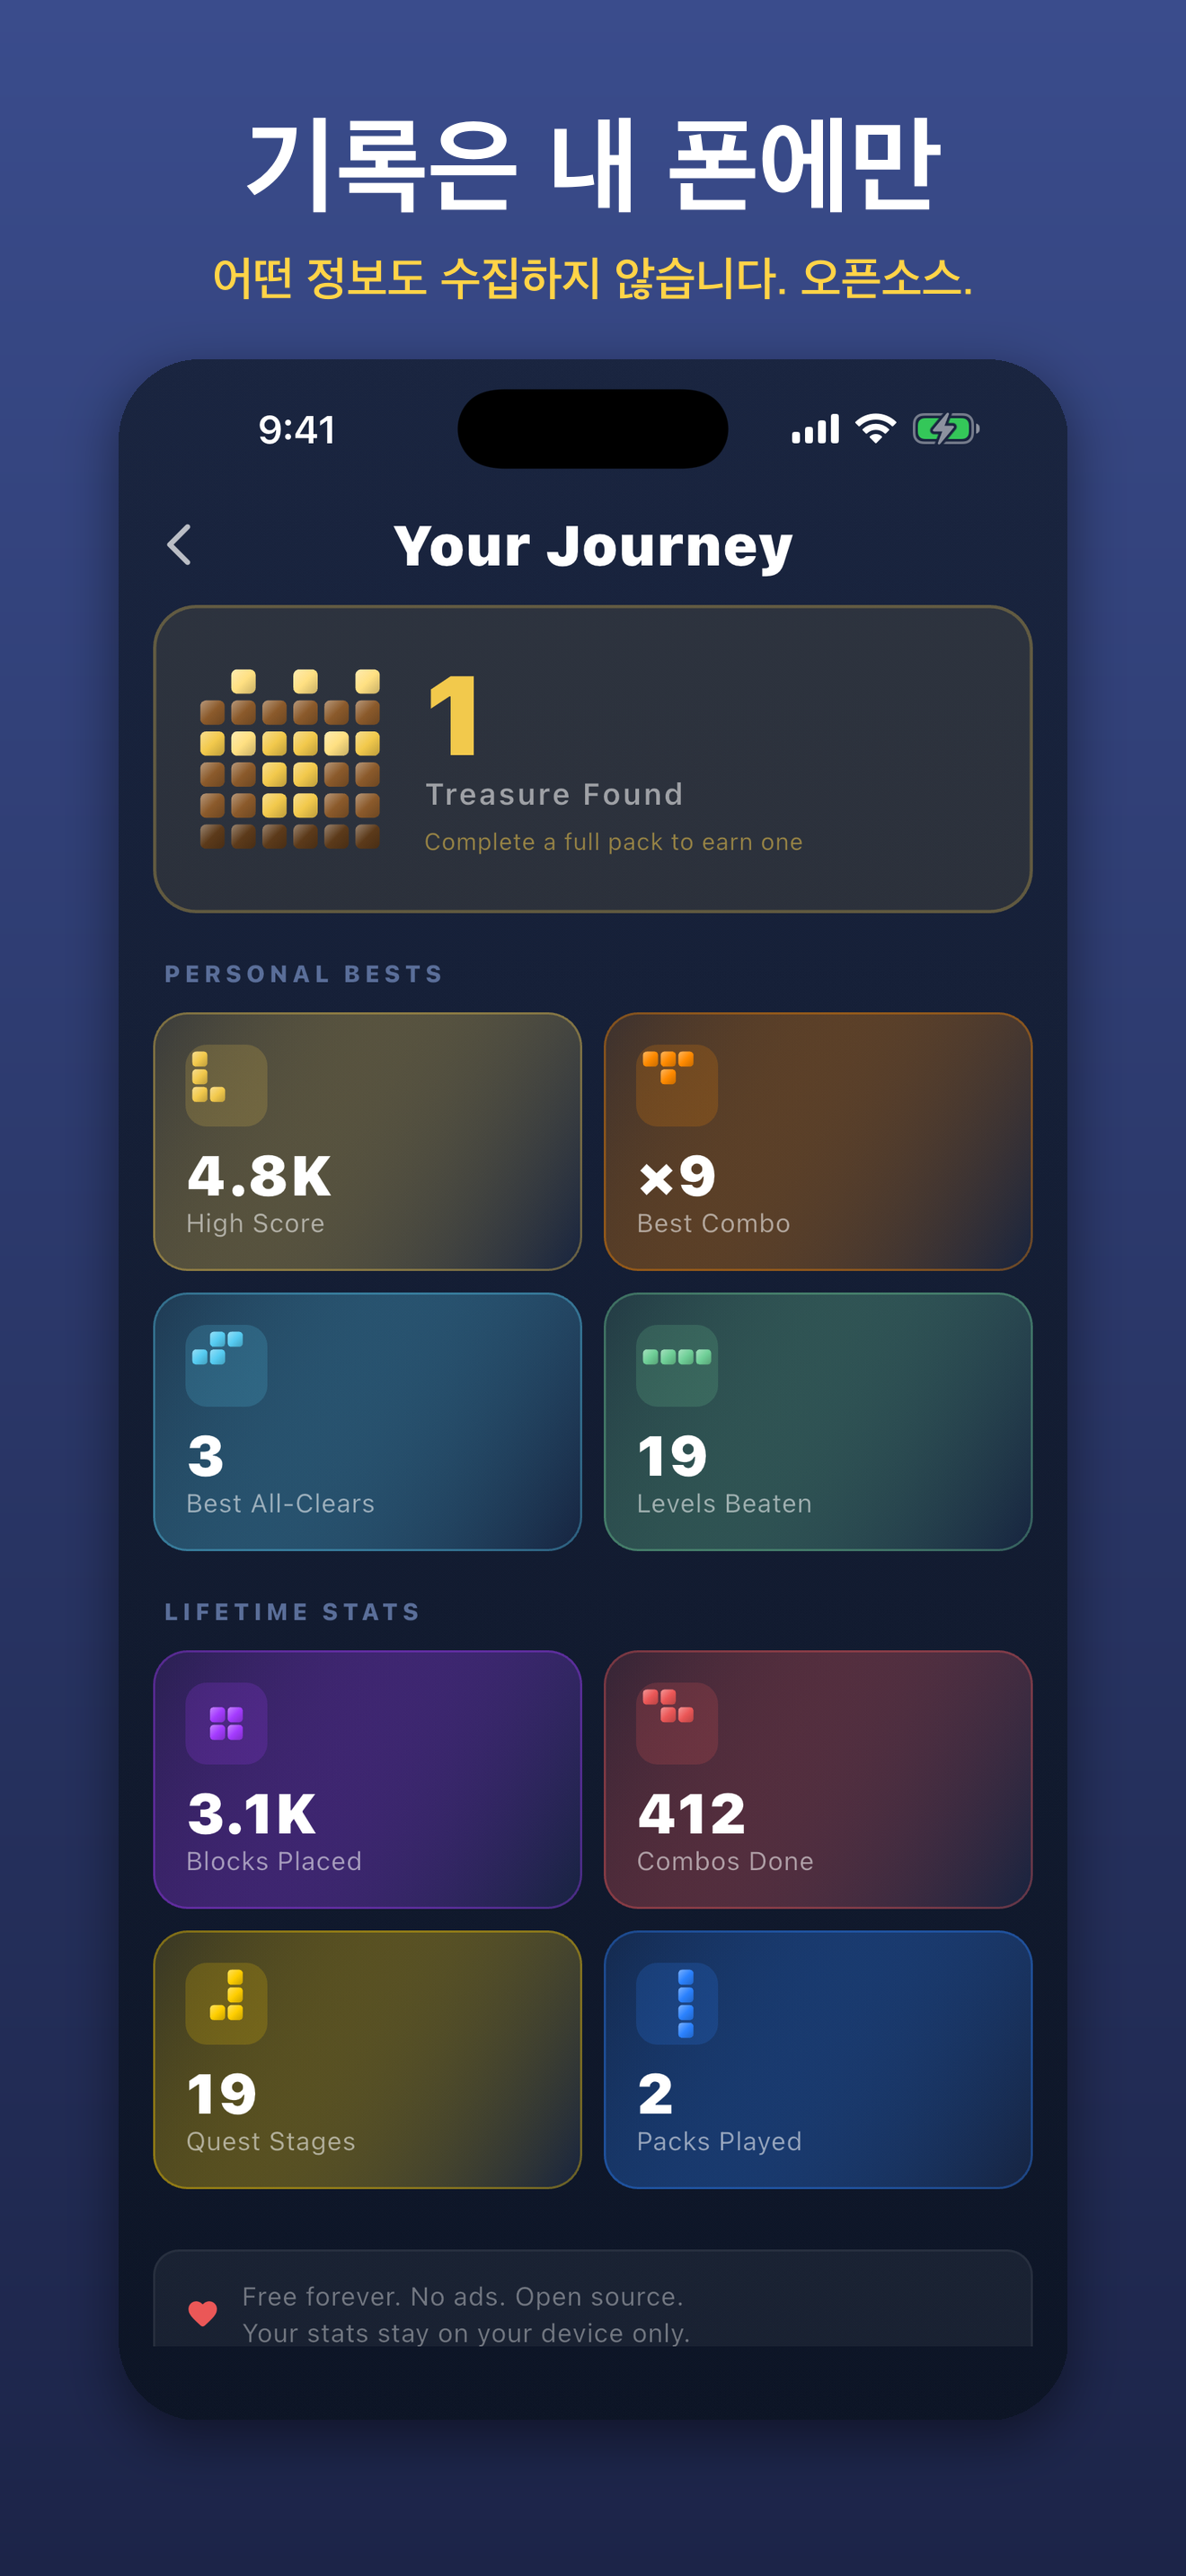 기록은 내 폰에만
어떤 정보도 수집하지 않습니다. 오픈소스.
9:41
Your Journey
1
Treasure Found
Complete a full pack to earn one
PERSONAL BESTS
4.8K
High Score
×9
Best Combo
3
Best All-Clears
19
Levels Beaten
LIFETIME STATS
3.1K
Blocks Placed
412
Combos Done
19
Quest Stages
2
Packs Played
Free forever. No ads. Open source.
Your stats stay on your device only.